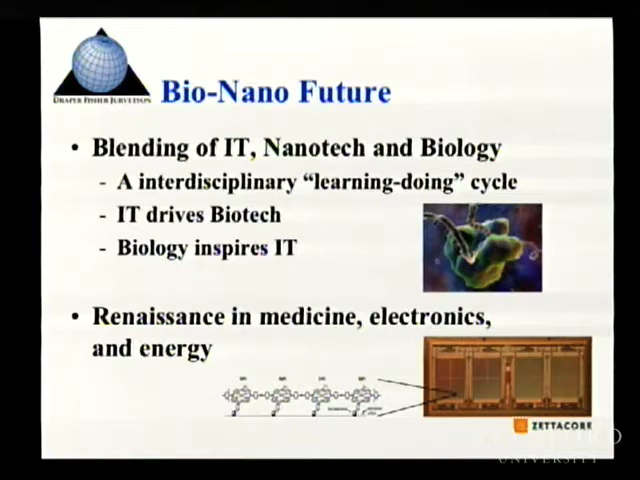 DRAPER FISHER JURVETSON
Bio-Nano Future
• Blending of IT, Nanotech and Biology
- A interdisciplinary “learning-doing” cycle
- IT drives Biotech
- Biology inspires IT
• Renaissance in medicine, electronics,
and energy
ZETTACORE
UNIVERSITY